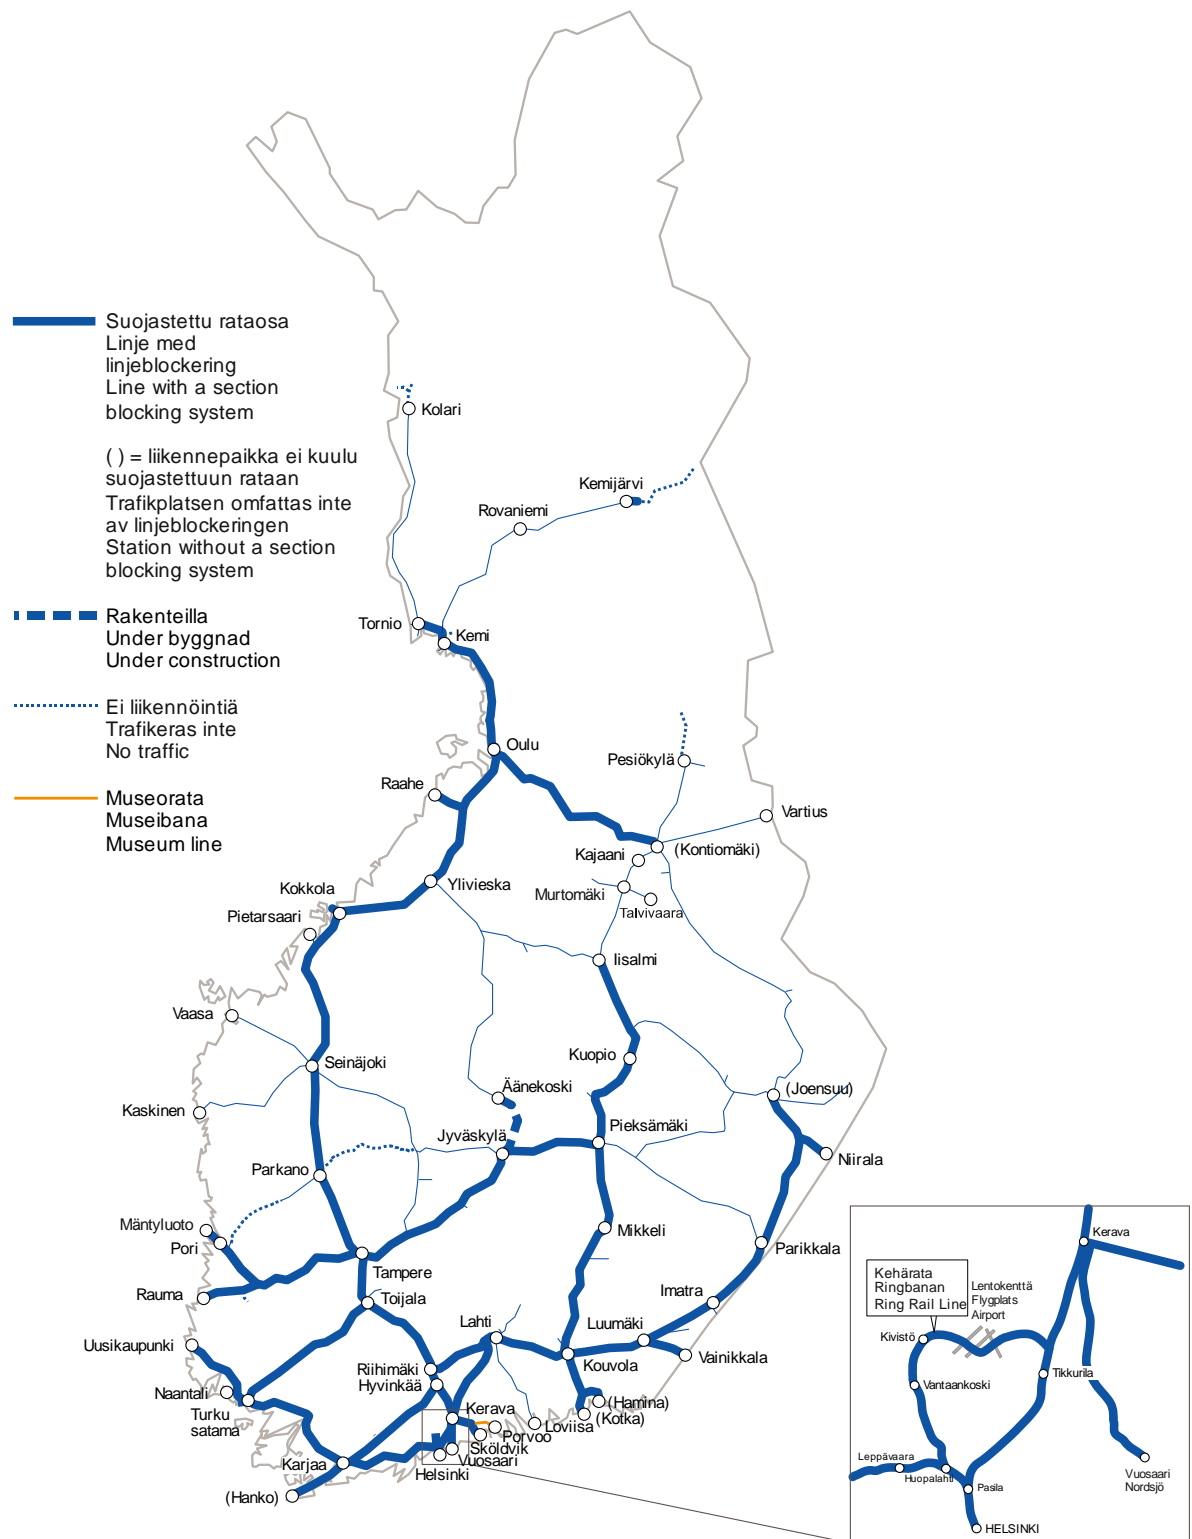 Suojastettu rataosa
Linje med
linjeblockering
Line with a section
blocking system
( ) = liikennepaikka ei kuulu
suojastettuun rataan
Trafikplatsen omfattas inte
av linjeblockeringen
Station without a section
blocking system
Rakenteilla
Under byggnad
Under construction
Ei liikennöintiä
Trafikeras inte
No traffic
Museorata
Museibana
Museum line
Kolari
Kemijärvi
Rovaniemi
Tornio
Kemi
Oulu
Pesiökylä
Raahe
Vartius
(Kontiomäki)
Kajaani
Ylivieska
Murtomäki
Kokkola
Talvivaara
Pietarsaari
Iisalmi
Vaasa
Seinäjoki
Kuopio
Äänekoski
(Joensuu)
Kaskinen
Pieksämäki
Jyväskylä
Niirala
Parkano
Mäntyluoto
Mikkeli
Pori
Parikkala
Tampere
Rauma
Imatra
Toijala
Lahti
Luumäki
Uusikaupunki
Vainikkala
Kouvola
Riihimäki
Hyvinkää
Naantali
(Hamina)
Kerava
Turku
satama
(Kotka)
Loviisa
Porvoo
Sköldvik
Vuosaari
Karjaa
Helsinki
(Hanko)
Kerava
Kehärata
Ringbanan
Ring Rail Line
Lentokenttä
Flygplats
Airport
Kivistö
Tikkurila
Vantaankoski
Leppävaara
Huopalahti
Vuosaari
Nordsjö
Pasila
HELSINKI